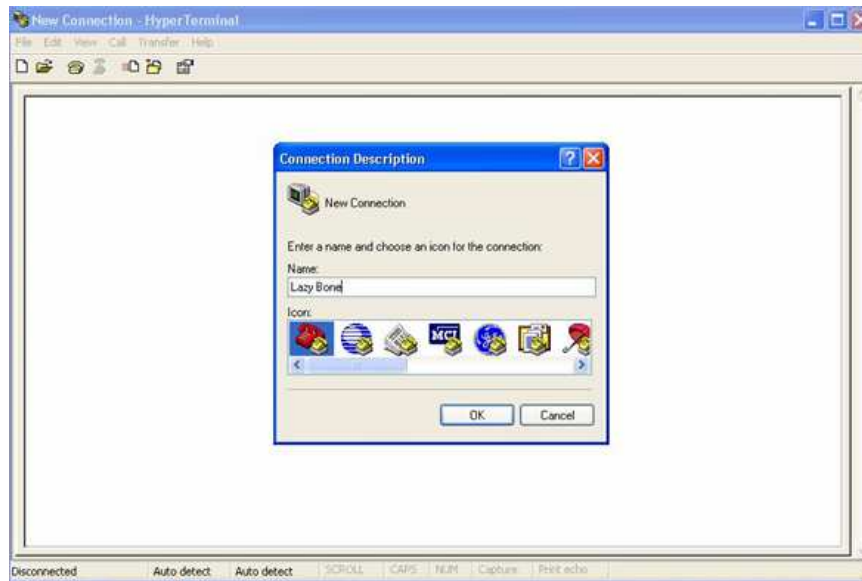 New Connection - HyperTerminal
File Edit View Call Transfer Help
Connection Description
New Connection
Enter a name and choose an icon for the connection:
Name:
Lazy Bone
Icon:
MCI
OK Cancel
Disconnected Auto detect Auto detect SCROLL CAPS NUM Capture Print echo